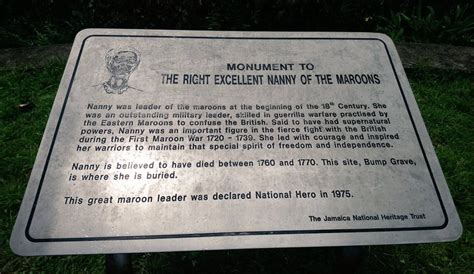 MONUMENT TO
THE RIGHT EXCELLENT NANNY OF THE MAROONS
Nanny was leader of the maroons at the beginning of the 18th Century. She
was an outstanding military leader, skilled in guerrilla warfare practised by
the Eastern Maroons to confuse the British. Said to have had supernatural
powers, Nanny was an important figure in the fierce fight with the British
during the First Maroon War 1720 - 1739. She led with courage and inspired
her warriors to maintain that special spirit of freedom and independence.
Nanny is believed to have died between 1760 and 1770. This site, Bump Grave,
is where she is buried.
This great maroon leader was declared National Hero in 1975.
The Jamaica National Heritage Trust